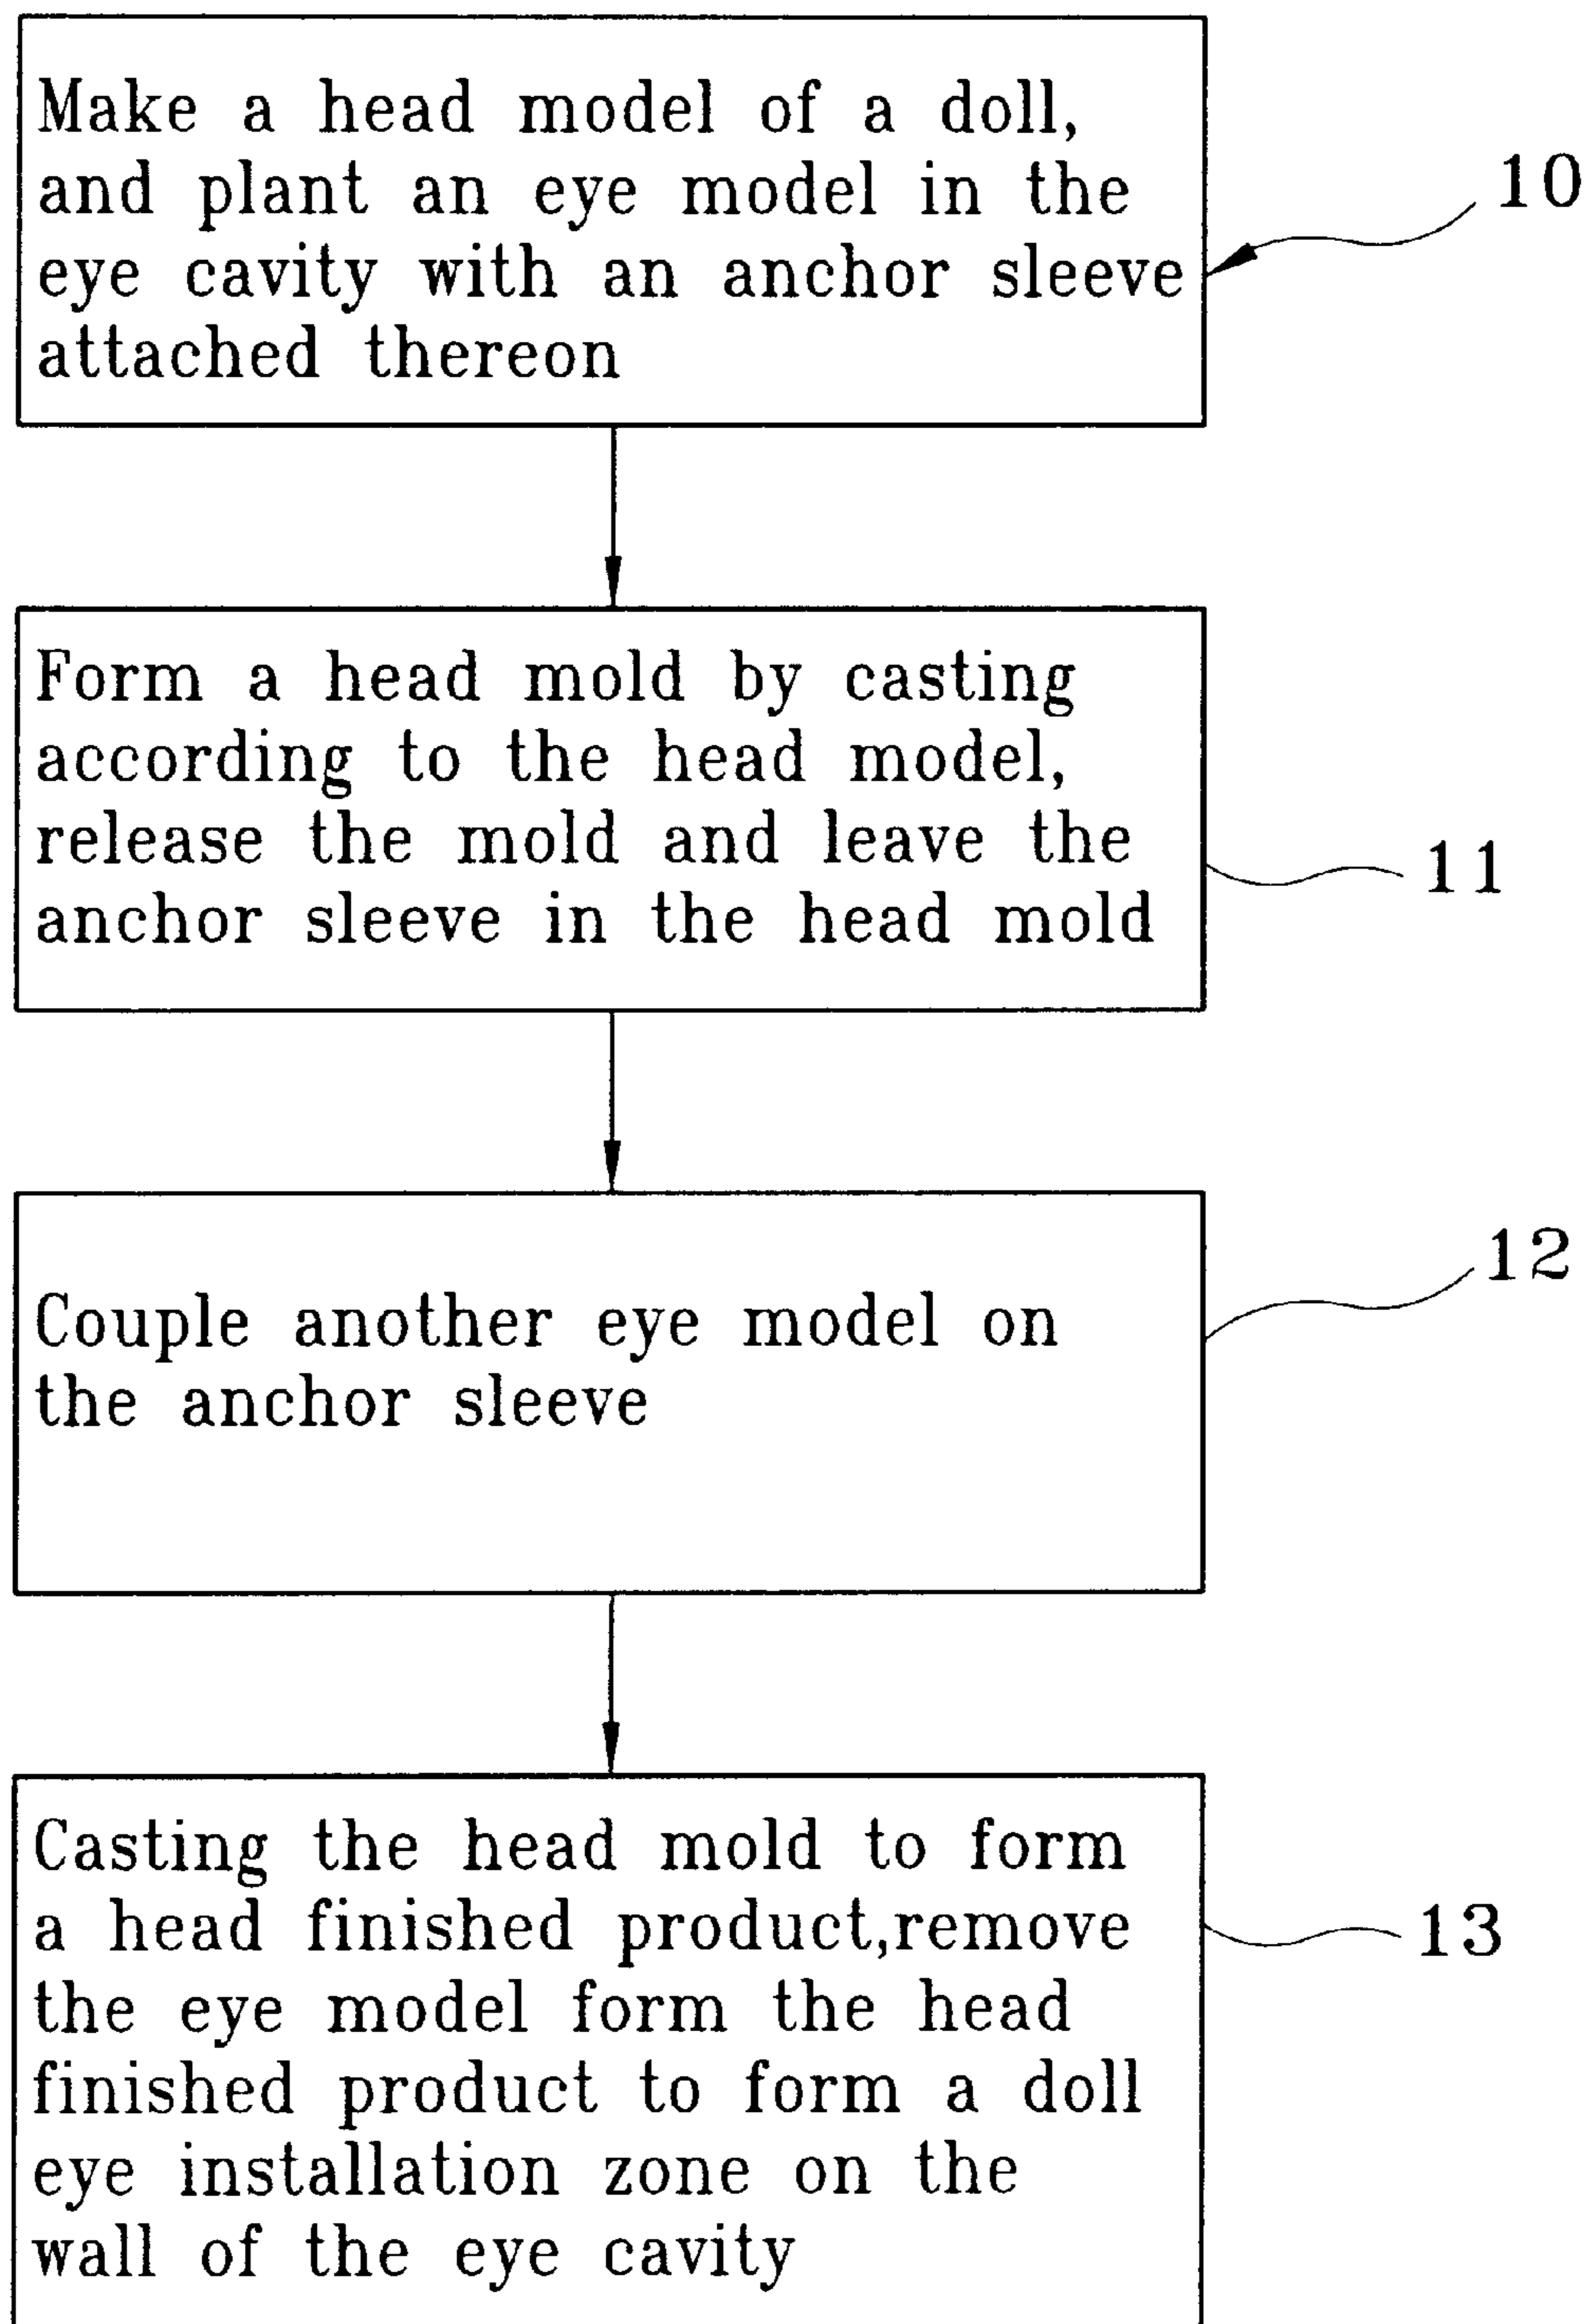 Make a head model of a doll,
and plant an eye model in the
eye cavity with an anchor sleeve
attached thereon
10
Form a head mold by casting
according to the head model,
release the mold and leave the
anchor sleeve in the head mold
11
Couple another eye model on
the anchor sleeve
12
Casting the head mold to form
a head finished product,remove
the eye model form the head
finished product to form a doll
eye installation zone on the
wall of the eye cavity
13